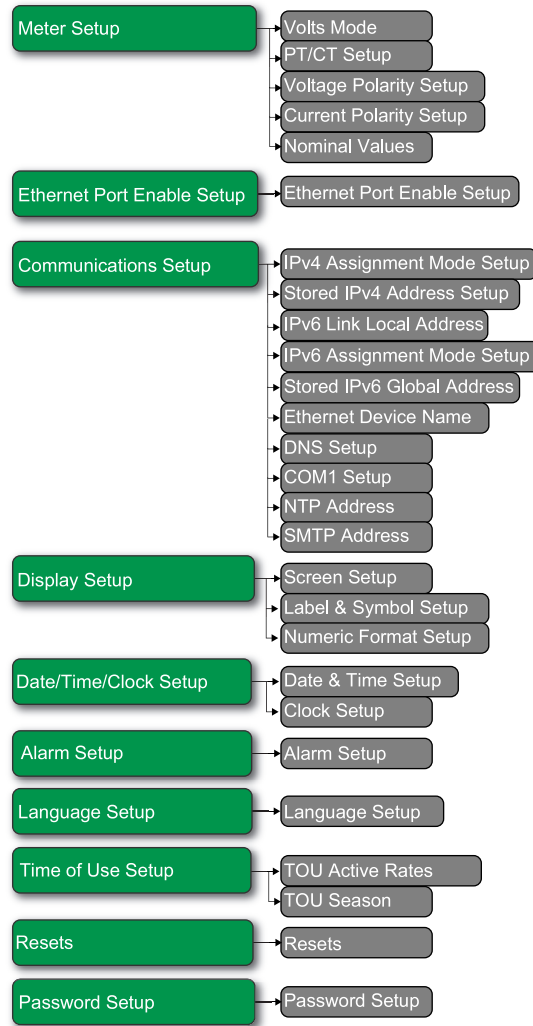 Meter Setup
Volts Mode
PT/CT Setup
Voltage Polarity Setup
Current Polarity Setup
Nominal Values
Ethernet Port Enable Setup
Ethernet Port Enable Setup
Communications Setup
IPv4 Assignment Mode Setup
Stored IPv4 Address Setup
IPv6 Link Local Address
IPv6 Assignment Mode Setup
Stored IPv6 Global Address
Ethernet Device Name
DNS Setup
COM1 Setup
NTP Address
SMTP Address
Display Setup
Screen Setup
Label & Symbol Setup
Numeric Format Setup
Date/Time/Clock Setup
Date & Time Setup
Clock Setup
Alarm Setup
Alarm Setup
Language Setup
Language Setup
Time of Use Setup
TOU Active Rates
TOU Season
Resets
Resets
Password Setup
Password Setup